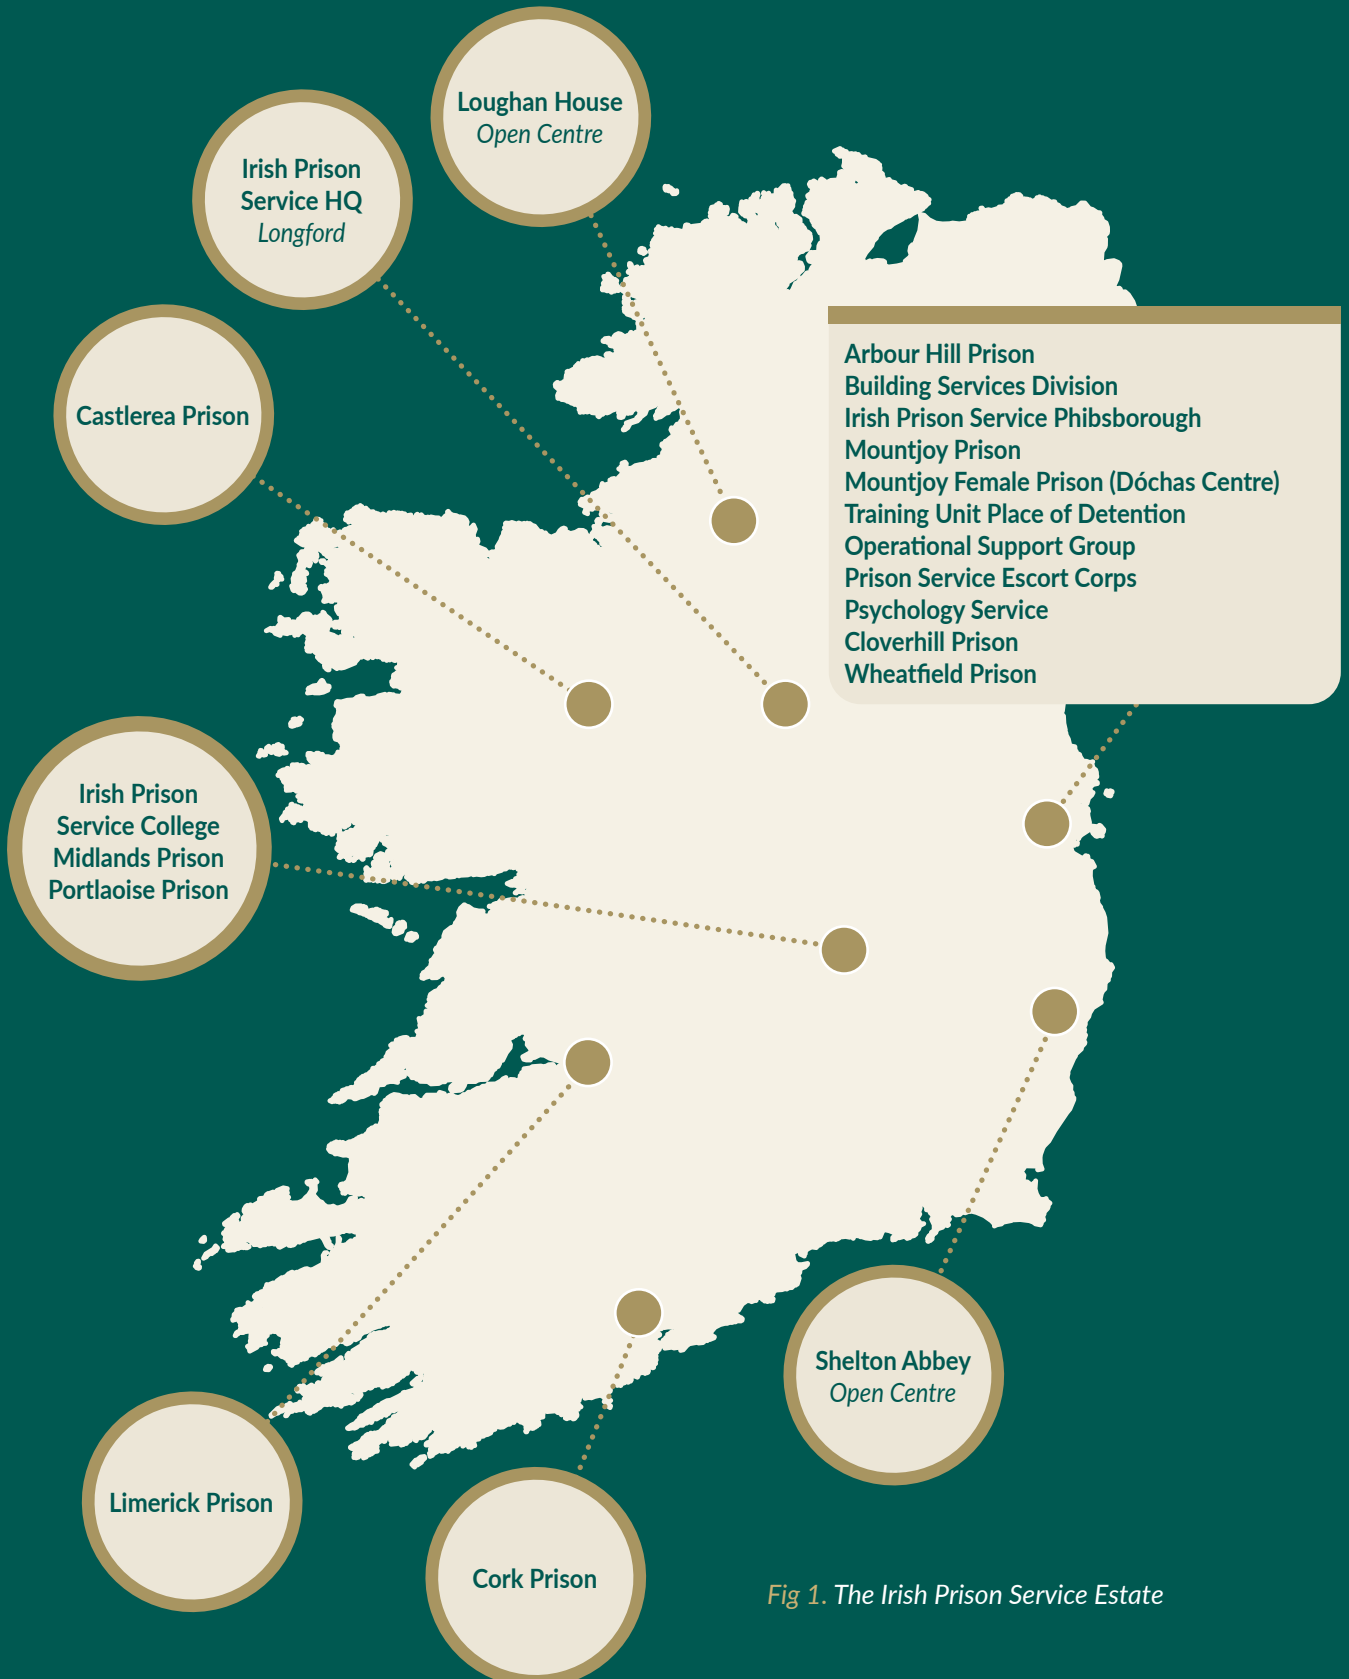 Loughan House
Open Centre
Irish Prison
Service HQ
Longford
Castlerea Prison
Arbour Hill Prison
Building Services Division
Irish Prison Service Phibsborough
Mountjoy Prison
Mountjoy Female Prison (Dóchas Centre)
Training Unit Place of Detention
Operational Support Group
Prison Service Escort Corps
Psychology Service
Cloverhill Prison
Wheatfield Prison
Irish Prison
Service College
Midlands Prison
Portlaoise Prison
Shelton Abbey
Open Centre
Limerick Prison
Cork Prison
Fig 1. The Irish Prison Service Estate